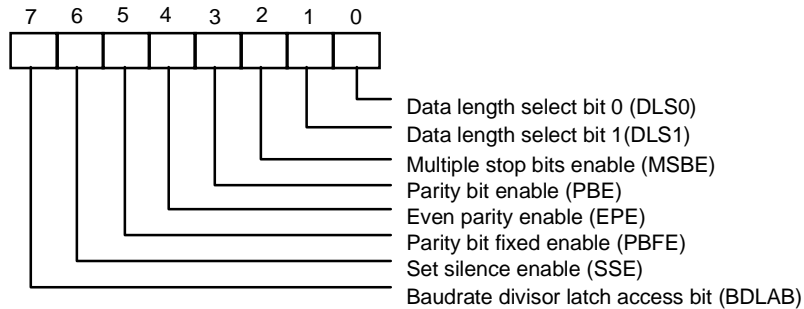 7 6 5 4 3 2 1 0
Data length select bit 0 (DLS0)
Data length select bit 1(DLS1)
Multiple stop bits enable (MSBE)
Parity bit enable (PBE)
Even parity enable (EPE)
Parity bit fixed enable (PBFE)
Set silence enable (SSE)
Baudrate divisor latch access bit (BDLAB)